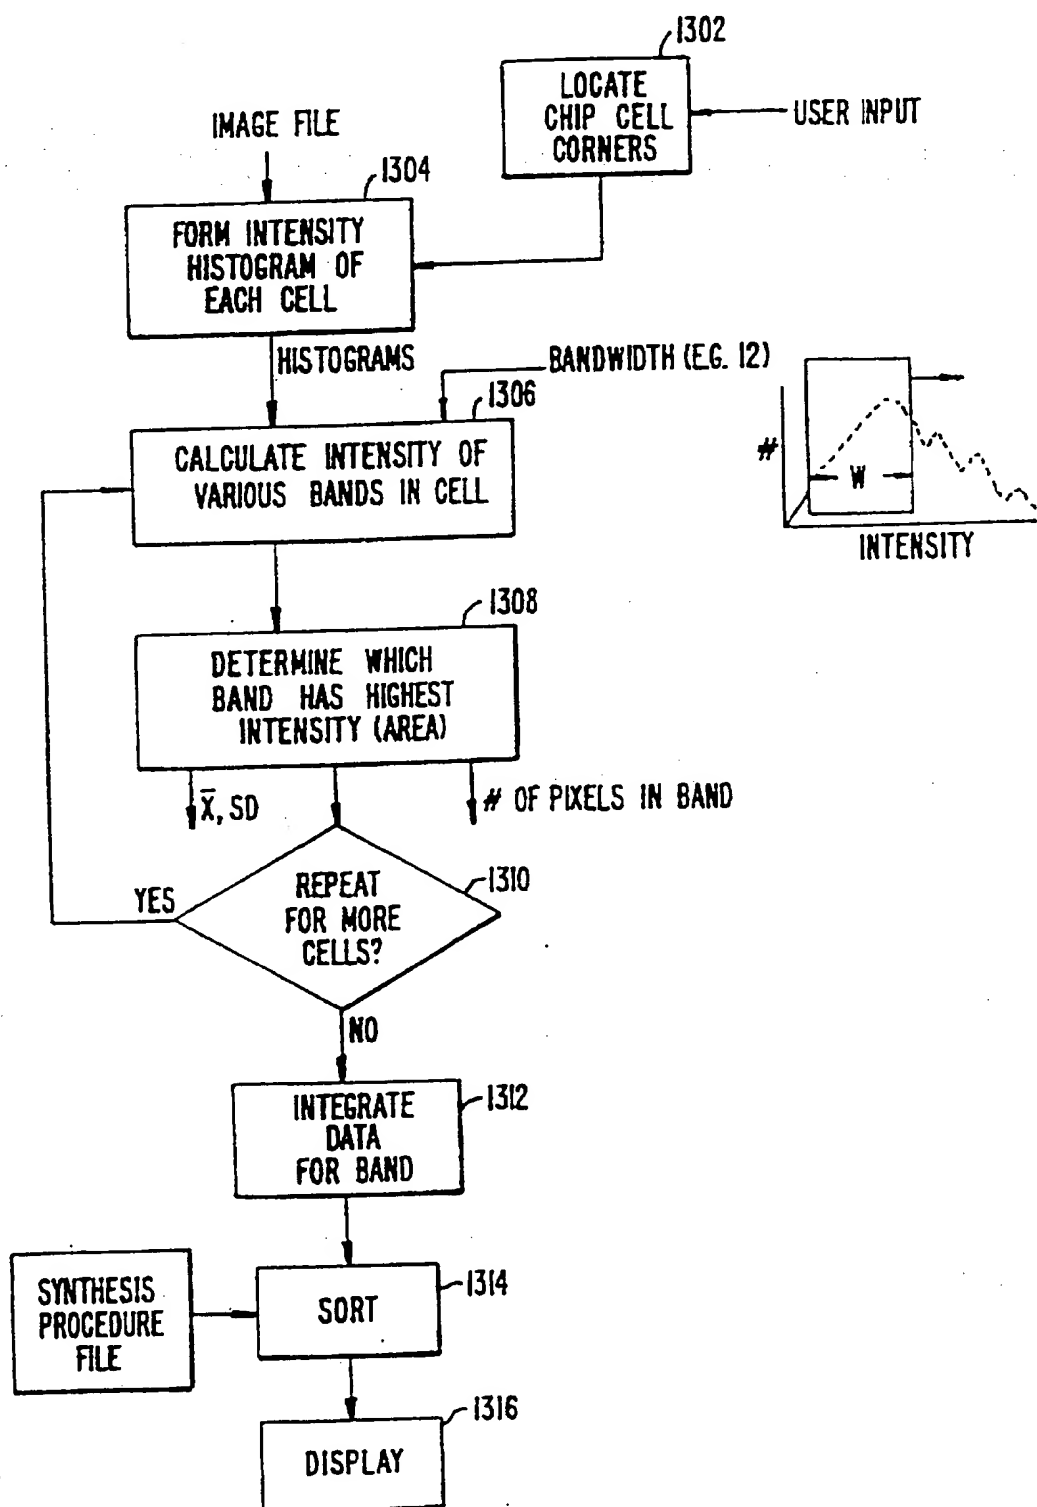 1302
LOCATE
CHIP CELL
CORNERS
USER INPUT
IMAGE FILE
1304
FORM INTENSITY
HISTOGRAM OF
EACH CELL
HISTOGRAMS
BANDWIDTH (E.G. 12)
1306
CALCULATE INTENSITY OF
VARIOUS BANDS IN CELL
#
W
INTENSITY
1308
DETERMINE WHICH
BAND HAS HIGHEST
INTENSITY (AREA)
X̅, SD
# OF PIXELS IN BAND
1310
REPEAT
FOR MORE
CELLS?
YES
NO
1312
INTEGRATE
DATA
FOR BAND
1314
SORT
SYNTHESIS
PROCEDURE
FILE
1316
DISPLAY